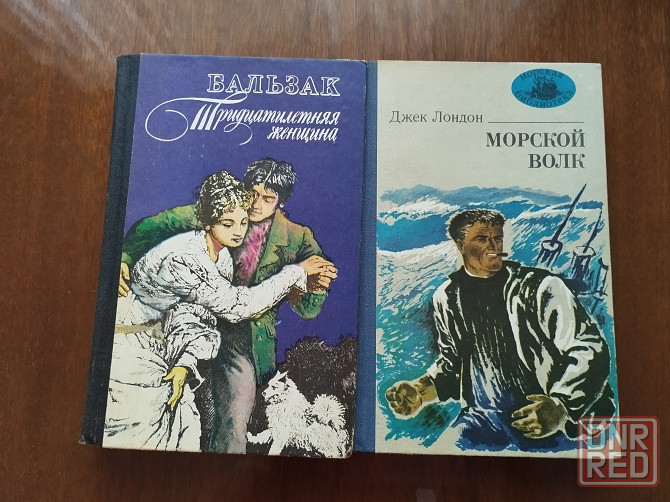 БАЛЬЗАК
Тридцатилетняя
женщина
морская
библиотека
Джек Лондон
МОРСКОЙ
ВОЛК
DNR
RED